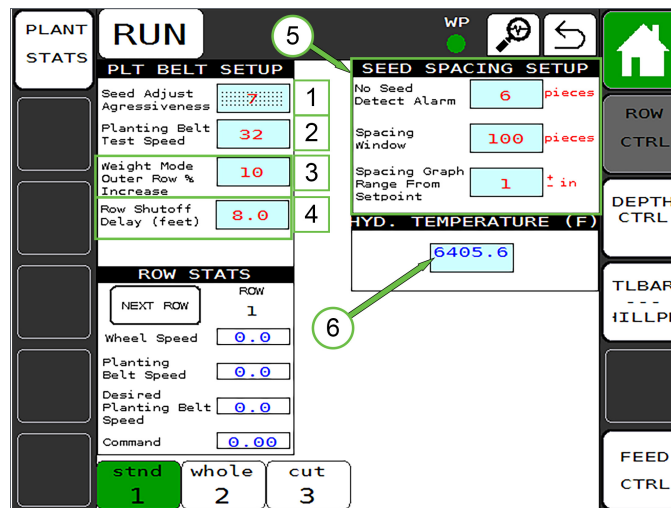 PLANT
STATS
RUN
5
WP
PLT BELT SETUP
Seed Adjust
Agressiveness
7
1
Planting Belt
Test Speed
32
2
Weight Mode
Outer Row %
Increase
10
3
Row Shutoff
Delay (feet)
8.0
4
SEED SPACING SETUP
No Seed
Detect Alarm
6
pieces
Spacing
Window
100
pieces
Spacing Graph
Range From
Setpoint
1
± in
HYD. TEMPERATURE (F)
6405.6
6
ROW STATS
NEXT ROW
ROW
1
Wheel Speed
0.0
Planting
Belt Speed
0.0
Desired
Planting Belt
Speed
0.0
Command
0.00
stnd
1
whole
2
cut
3
ROW
CTRL
DEPTH
CTRL
TLBAR
---
HILLP
FEED
CTRL